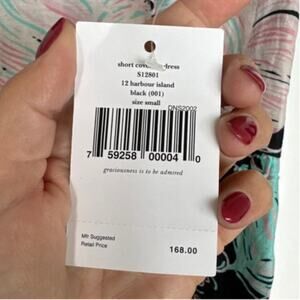 short cover dress
S12801
12 harbour island
black (001)
size small
DNS2002
7 59258 00004 0
graciousness is to be admired
Mfr Suggested
Retail Price
168.00